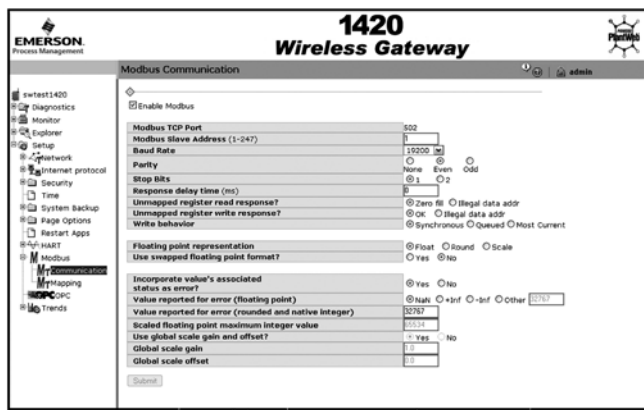 EMERSON.
Process Management
1420
Wireless Gateway
PlantWeb
Modbus Communication
admin
swtest1420
Diagnostics
Monitor
Explorer
Setup
Network
Internet protocol
Security
Time
System Backup
Page Options
Restart Apps
HART
Modbus
Communication
Mapping
OPC OPC
Trends
Enable Modbus
Modbus TCP Port 502
Modbus Slave Address (1-247) 1
Baud Rate 19200
Parity None Even Odd
Stop Bits 1 2
Response delay time (ms) 0
Unmapped register read response? Zero fill Illegal data addr
Unmapped register write response? OK Illegal data addr
Write behavior Synchronous Queued Most Current
Floating point representation Float Round Scale
Use swapped floating point format? Yes No
Incorporate value's associated
status as error? Yes No
Value reported for error (floating point) NaN +Inf -Inf Other 32767
Value reported for error (rounded and native integer) 32767
Scaled floating point maximum integer value 65534
Use global scale gain and offset? Yes No
Global scale gain 1.0
Global scale offset 0.0
Submit